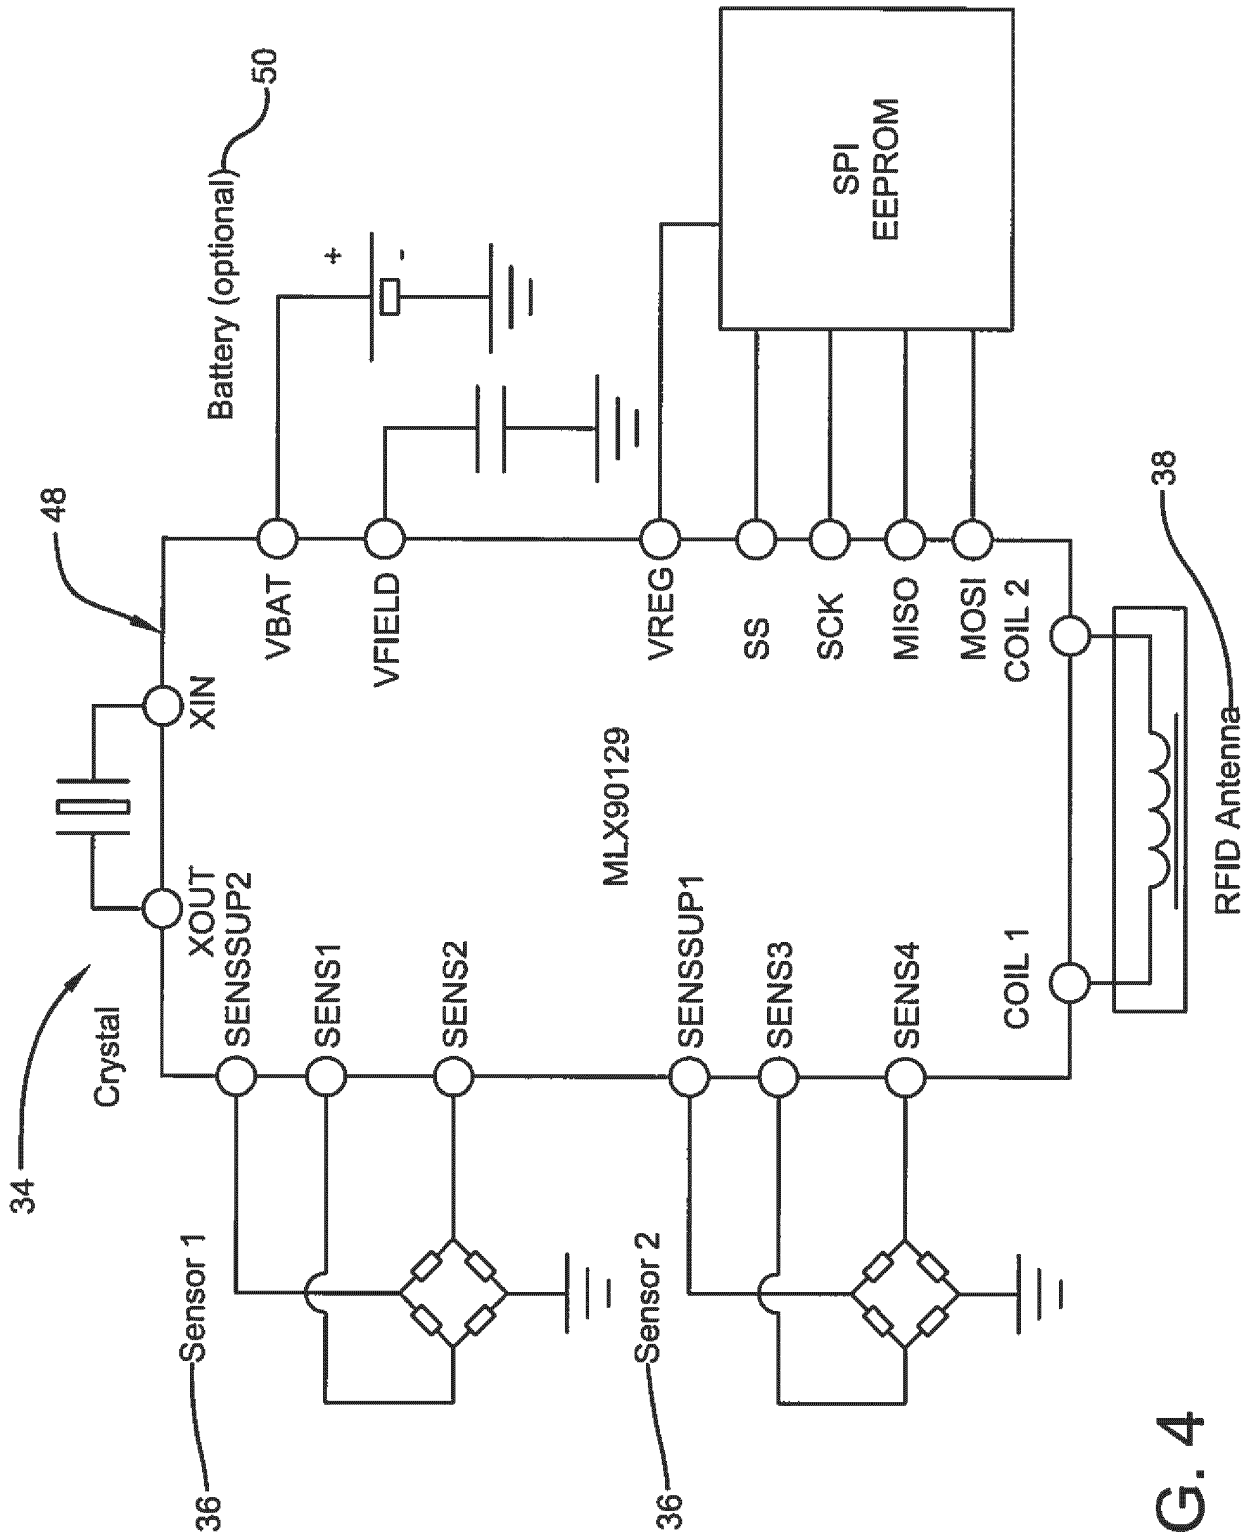 34
Crystal
48
XOUT
XIN
Battery (optional)
50
+
-
SENSSUP2
SENS1
SENS2
VBAT
VFIELD
Sensor 1
36
MLX90129
SENSSUP1
SENS3
SENS4
VREG
SS
SCK
MISO
MOSI
SPI
EEPROM
Sensor 2
36
COIL 1
COIL 2
RFID Antenna
38
G. 4